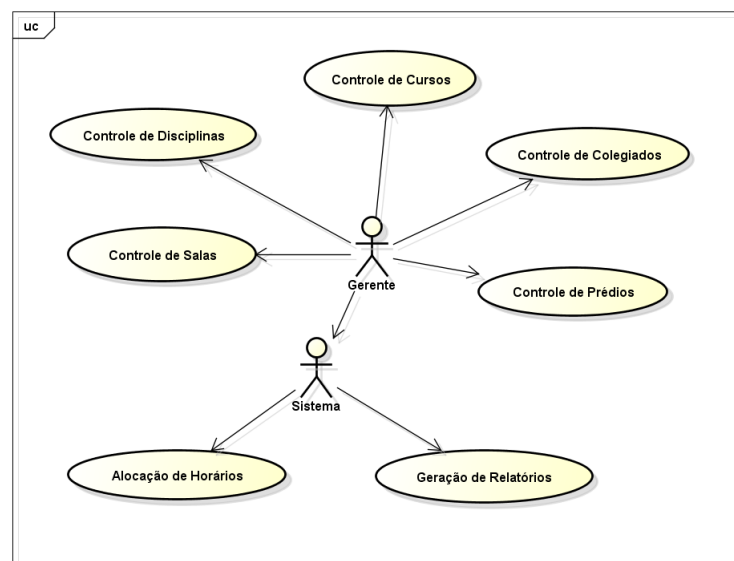 uc
Controle de Cursos
Controle de Disciplinas
Controle de Colegiados
Controle de Salas
Gerente
Controle de Prédios
Sistema
Alocação de Horários
Geração de Relatórios